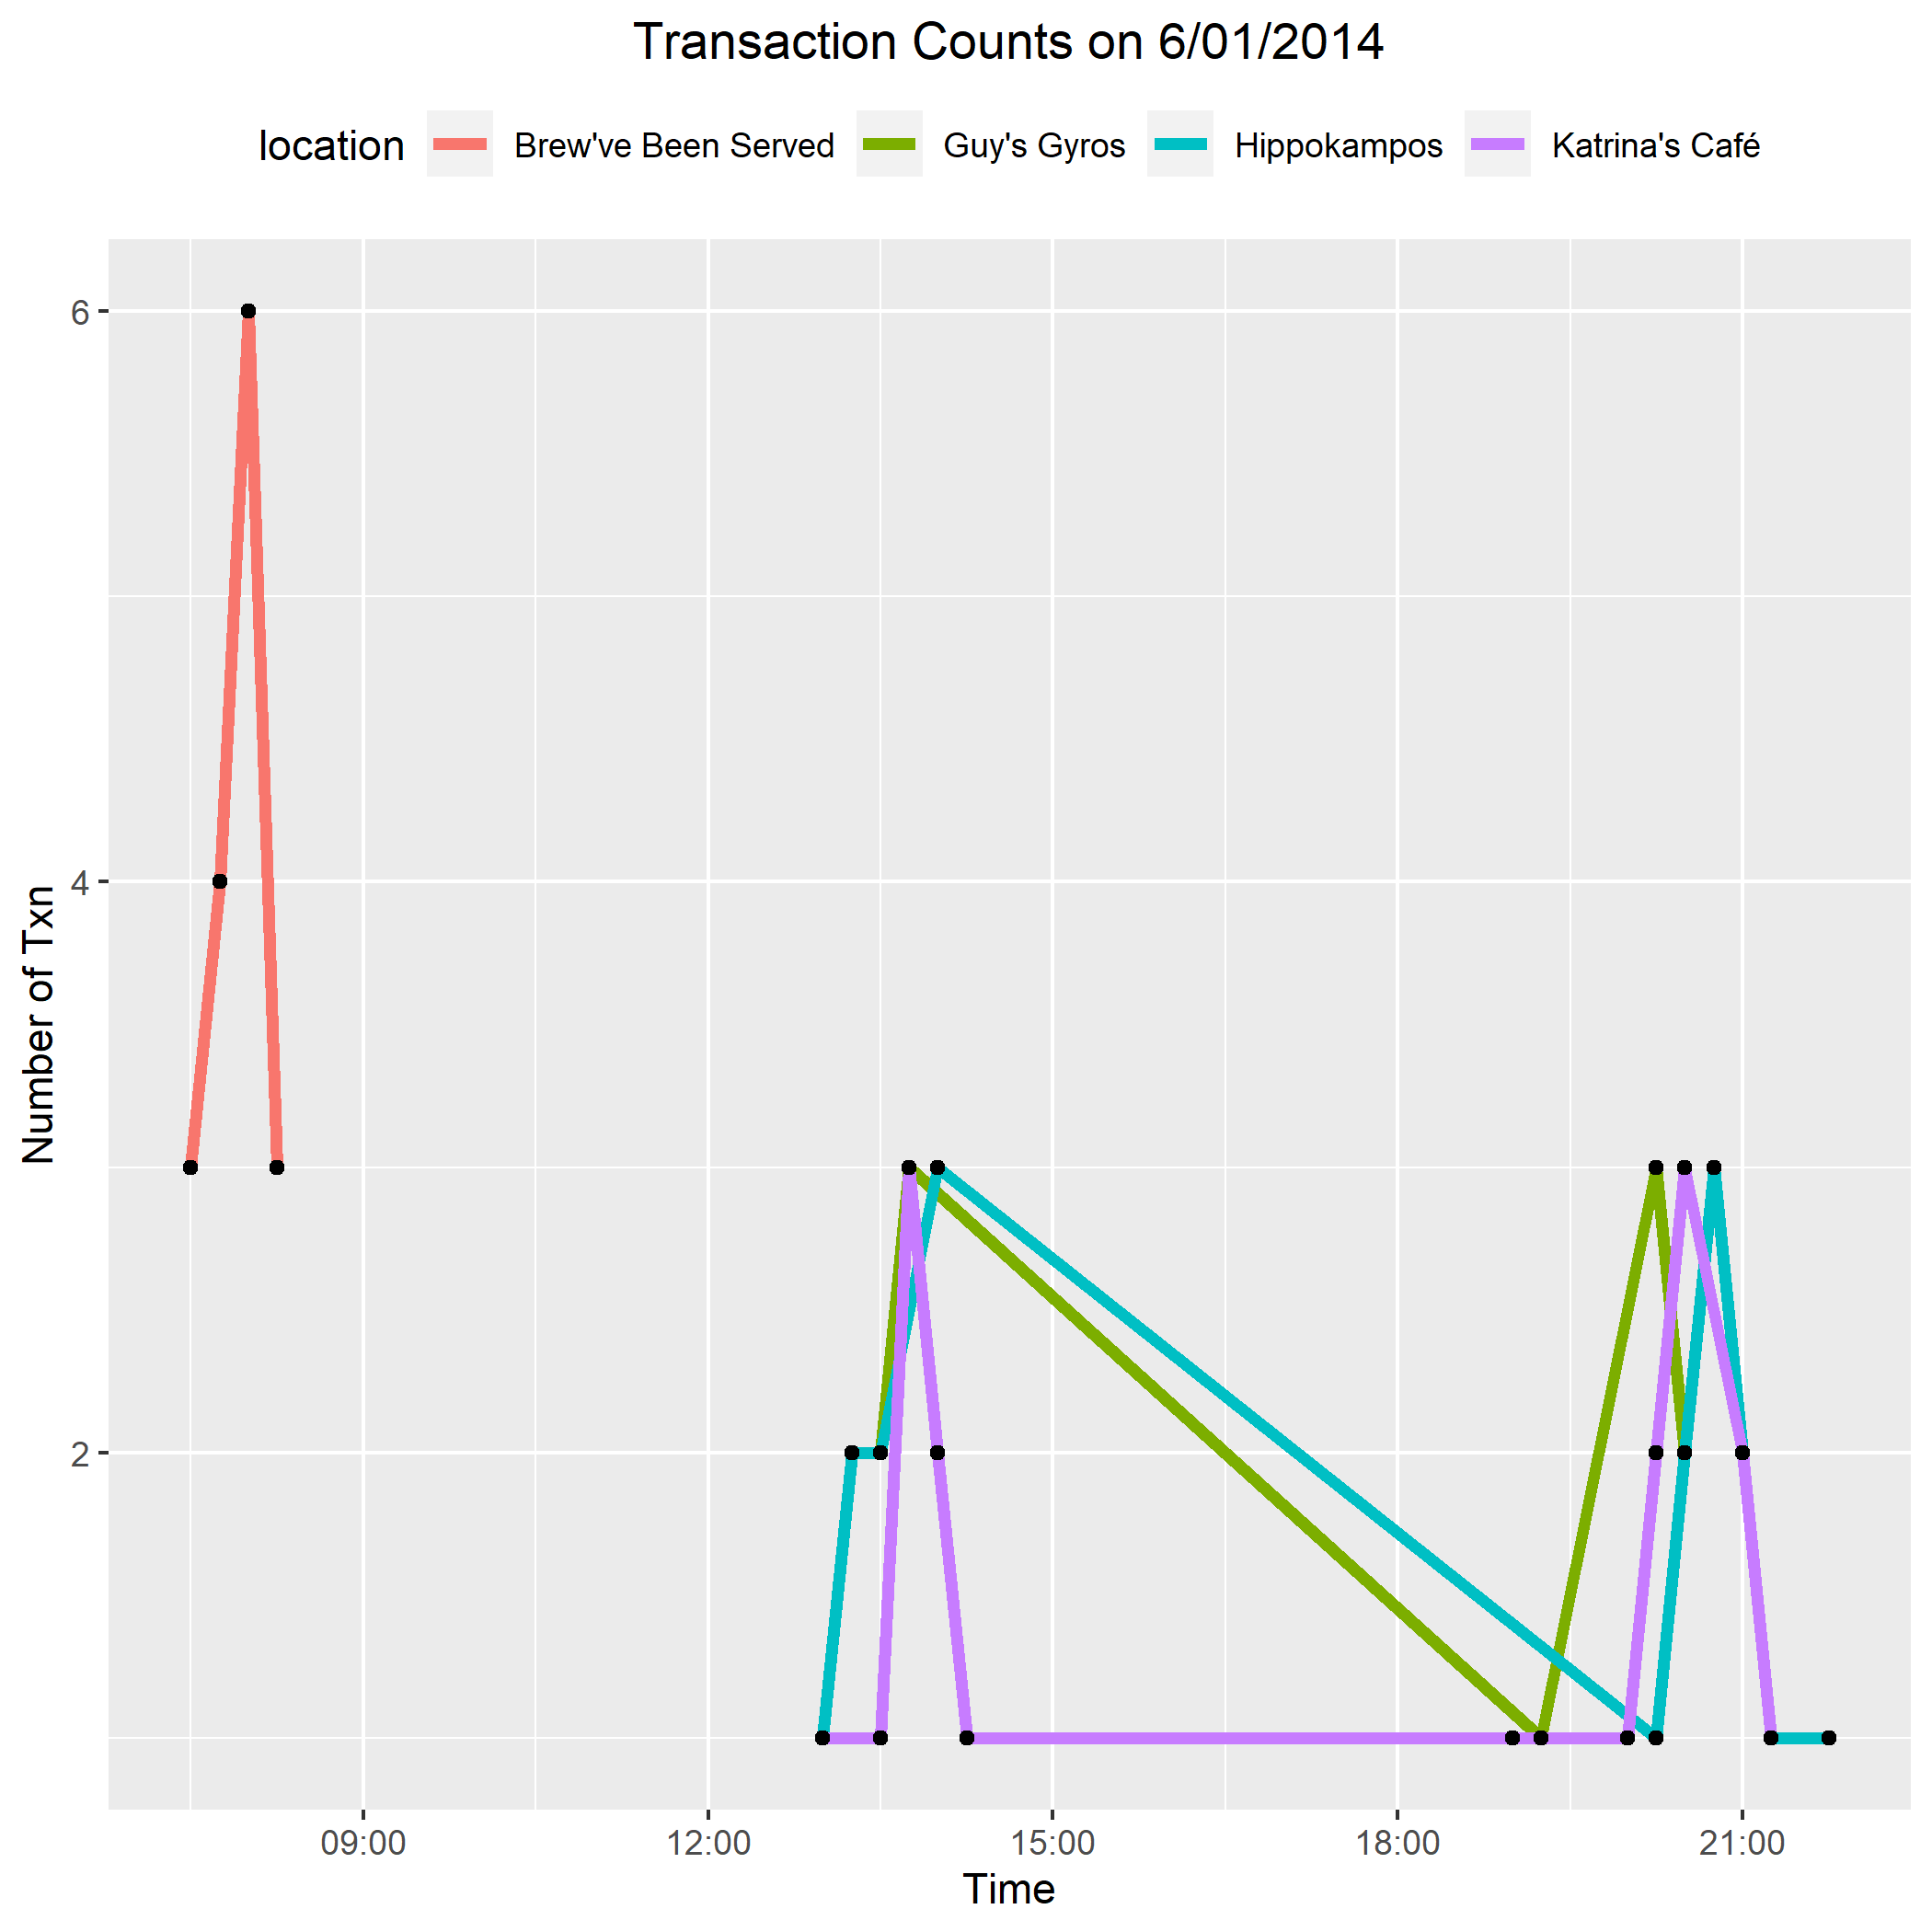 Transaction Counts on 6/01/2014
location Brew've Been Served Guy's Gyros Hippokampos Katrina's Café
6
4
2
Number of Txn
09:00 12:00 15:00 18:00 21:00
Time